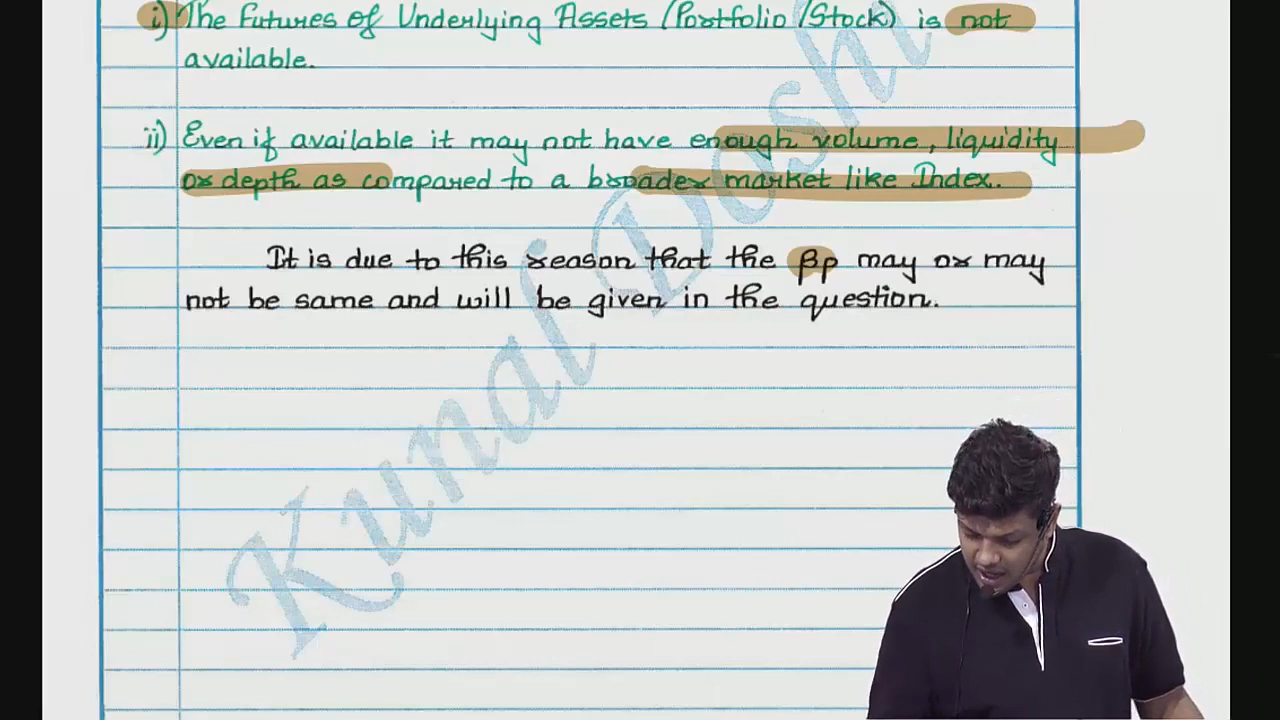 i) The Futures of Underlying Assets (Portfolio/Stock) is not
available.
ii) Even if available it may not have enough volume, liquidity
or depth as compared to a broader market like Index.
It is due to this reason that the βp may or may
not be same and will be given in the question.
Kunal Doshi